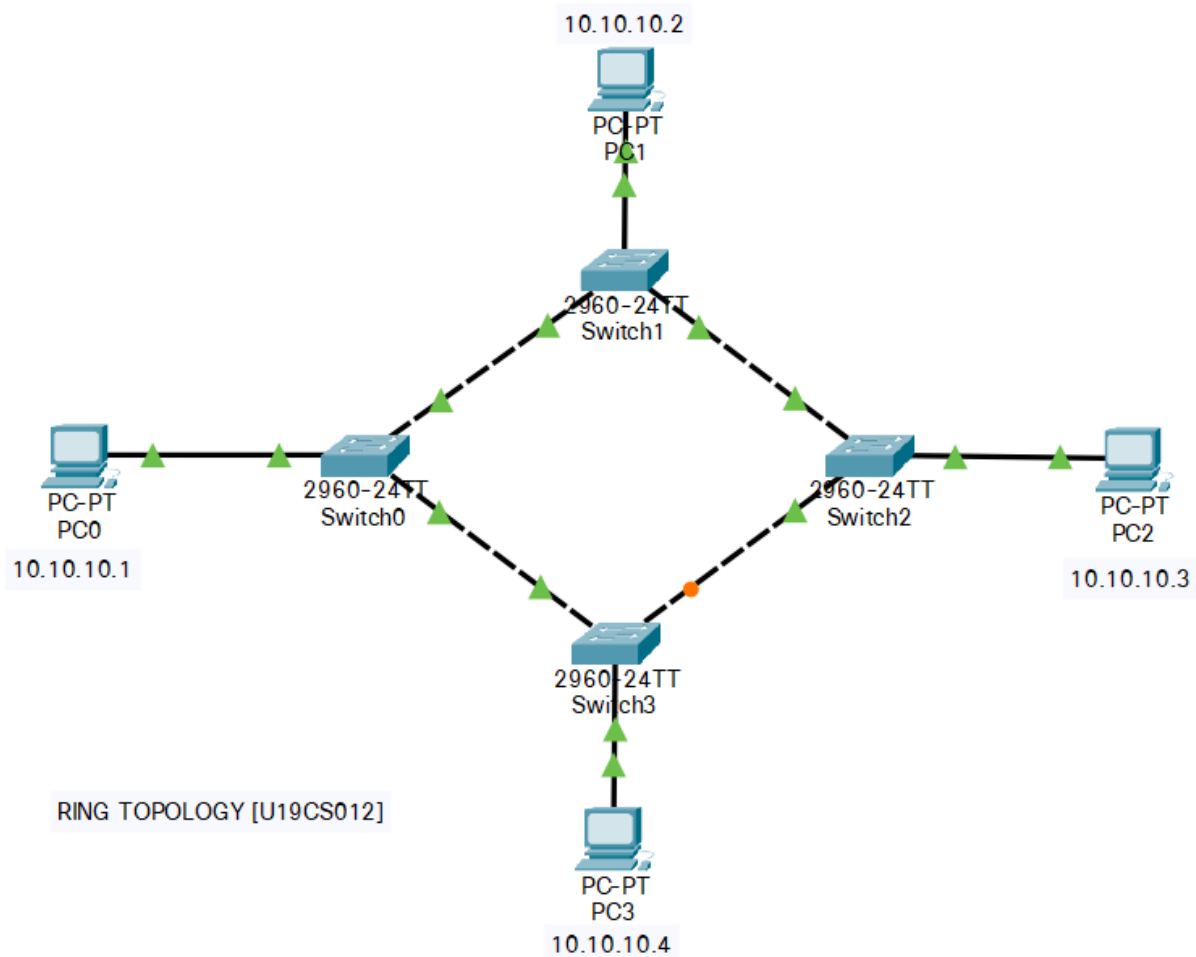 10.10.10.2
PC-PT
PC1
2960-24TT
Switch1
PC-PT
PC0
10.10.10.1
2960-24TT
Switch0
2960-24TT
Switch2
PC-PT
PC2
10.10.10.3
2960-24TT
Switch3
RING TOPOLOGY [U19CS012]
PC-PT
PC3
10.10.10.4